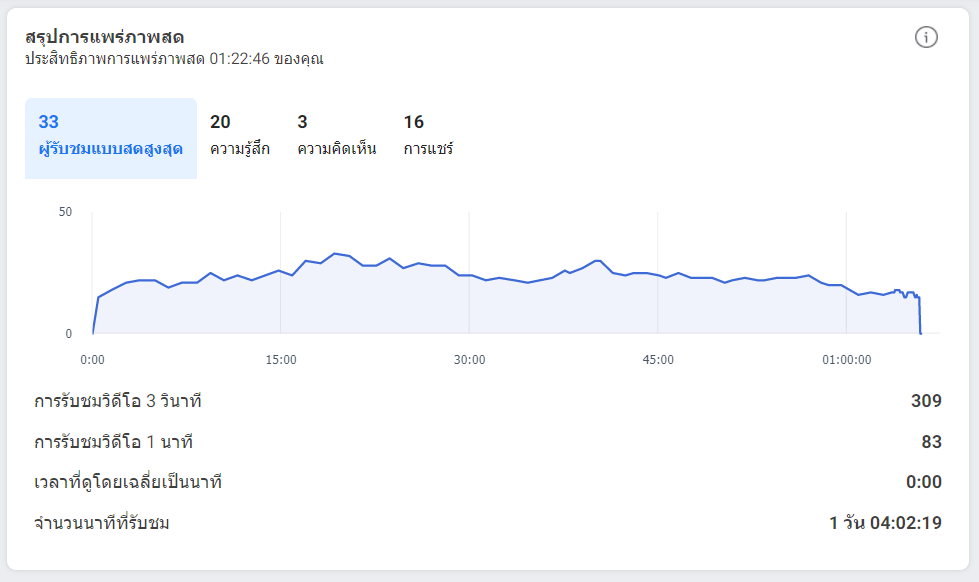 สรุปการแพร่ภาพสด
ประสิทธิภาพการแพร่ภาพสด 01:22:46 ของคุณ
33 20 3 16
ผู้รับชมแบบสดสูงสุด ความรู้สึก ความคิดเห็น การแชร์
50
0
0:00 15:00 30:00 45:00 01:00:00
การรับชมวิดีโอ 3 วินาที 309
การรับชมวิดีโอ 1 นาที 83
เวลาที่ดูโดยเฉลี่ยเป็นนาที 0:00
จำนวนนาทีที่รับชม 1 วัน 04:02:19